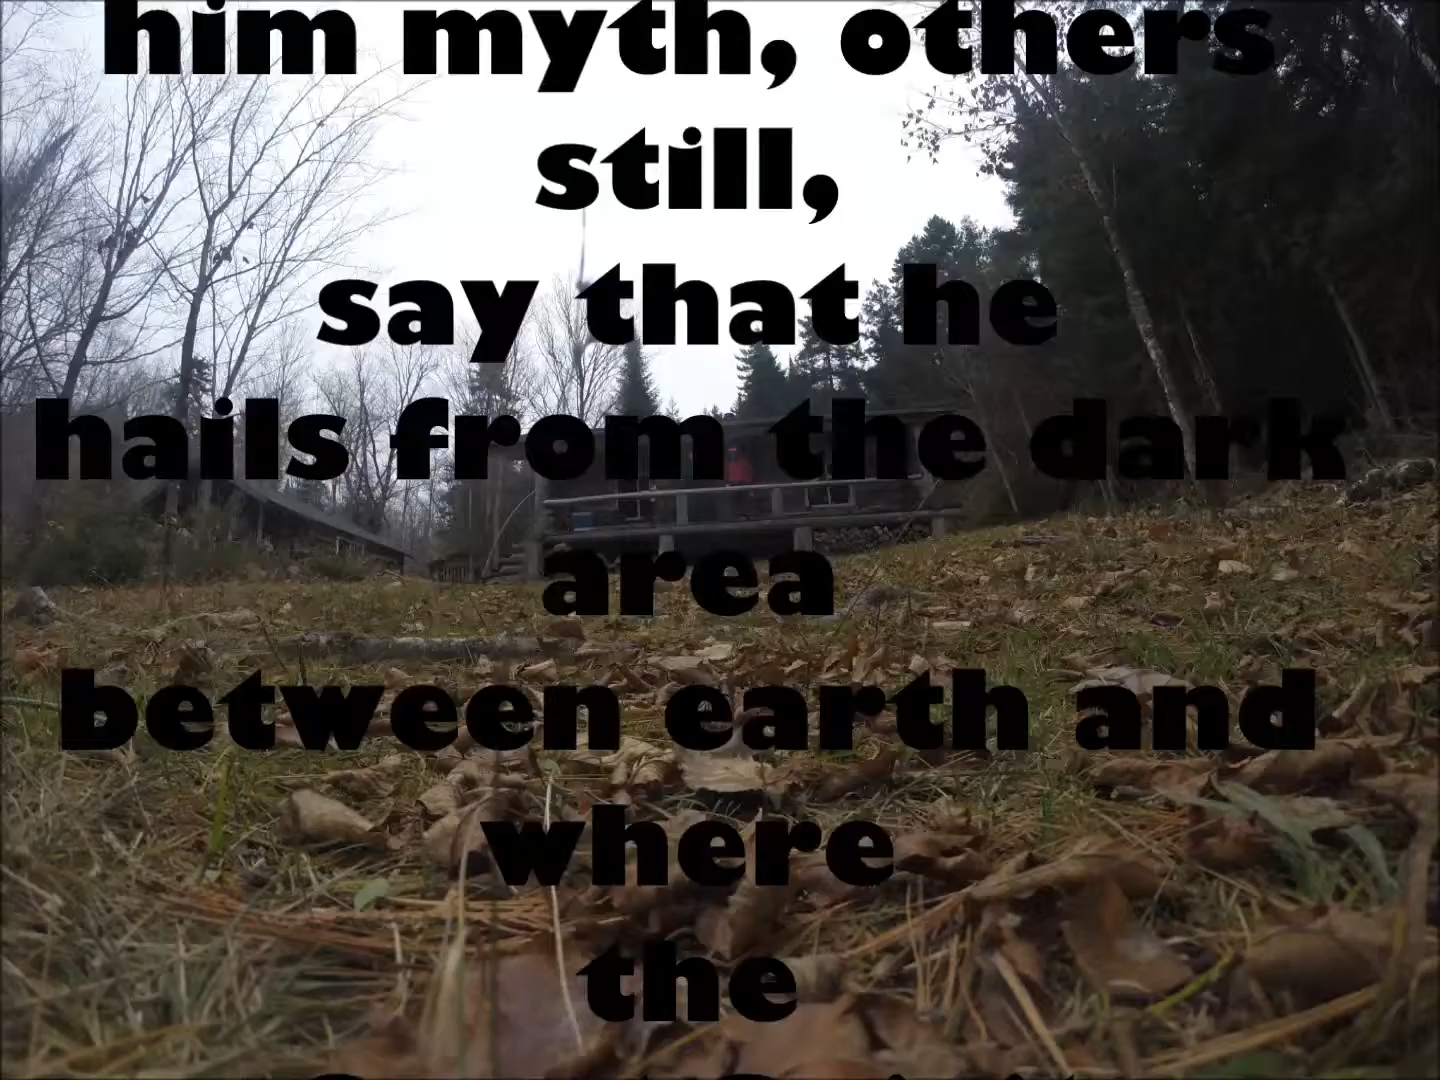 him myth, others
still,
say that he
hails from the dark
area
between earth and
where
the